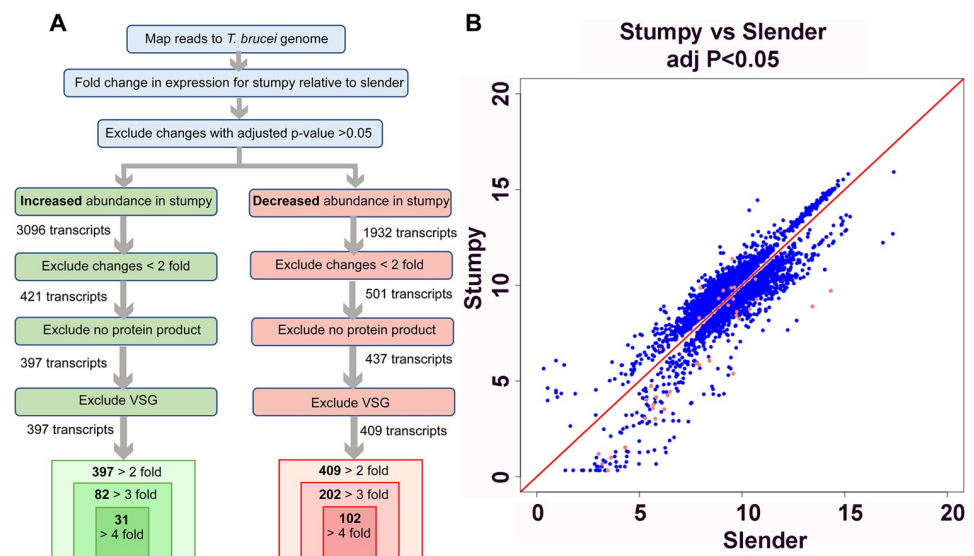 A
Map reads to T. brucei genome
Fold change in expression for stumpy relative to slender
Exclude changes with adjusted p-value >0.05
Increased abundance in stumpy
3096 transcripts
Exclude changes < 2 fold
421 transcripts
Exclude no protein product
397 transcripts
Exclude VSG
397 transcripts
397 > 2 fold
82 > 3 fold
31
> 4 fold
Decreased abundance in stumpy
1932 transcripts
Exclude changes < 2 fold
501 transcripts
Exclude no protein product
437 transcripts
Exclude VSG
409 transcripts
409 > 2 fold
202 > 3 fold
102
> 4 fold
B
Stumpy vs Slender
adj P<0.05
Stumpy
20
15
10
5
0
0 5 10 15 20
Slender